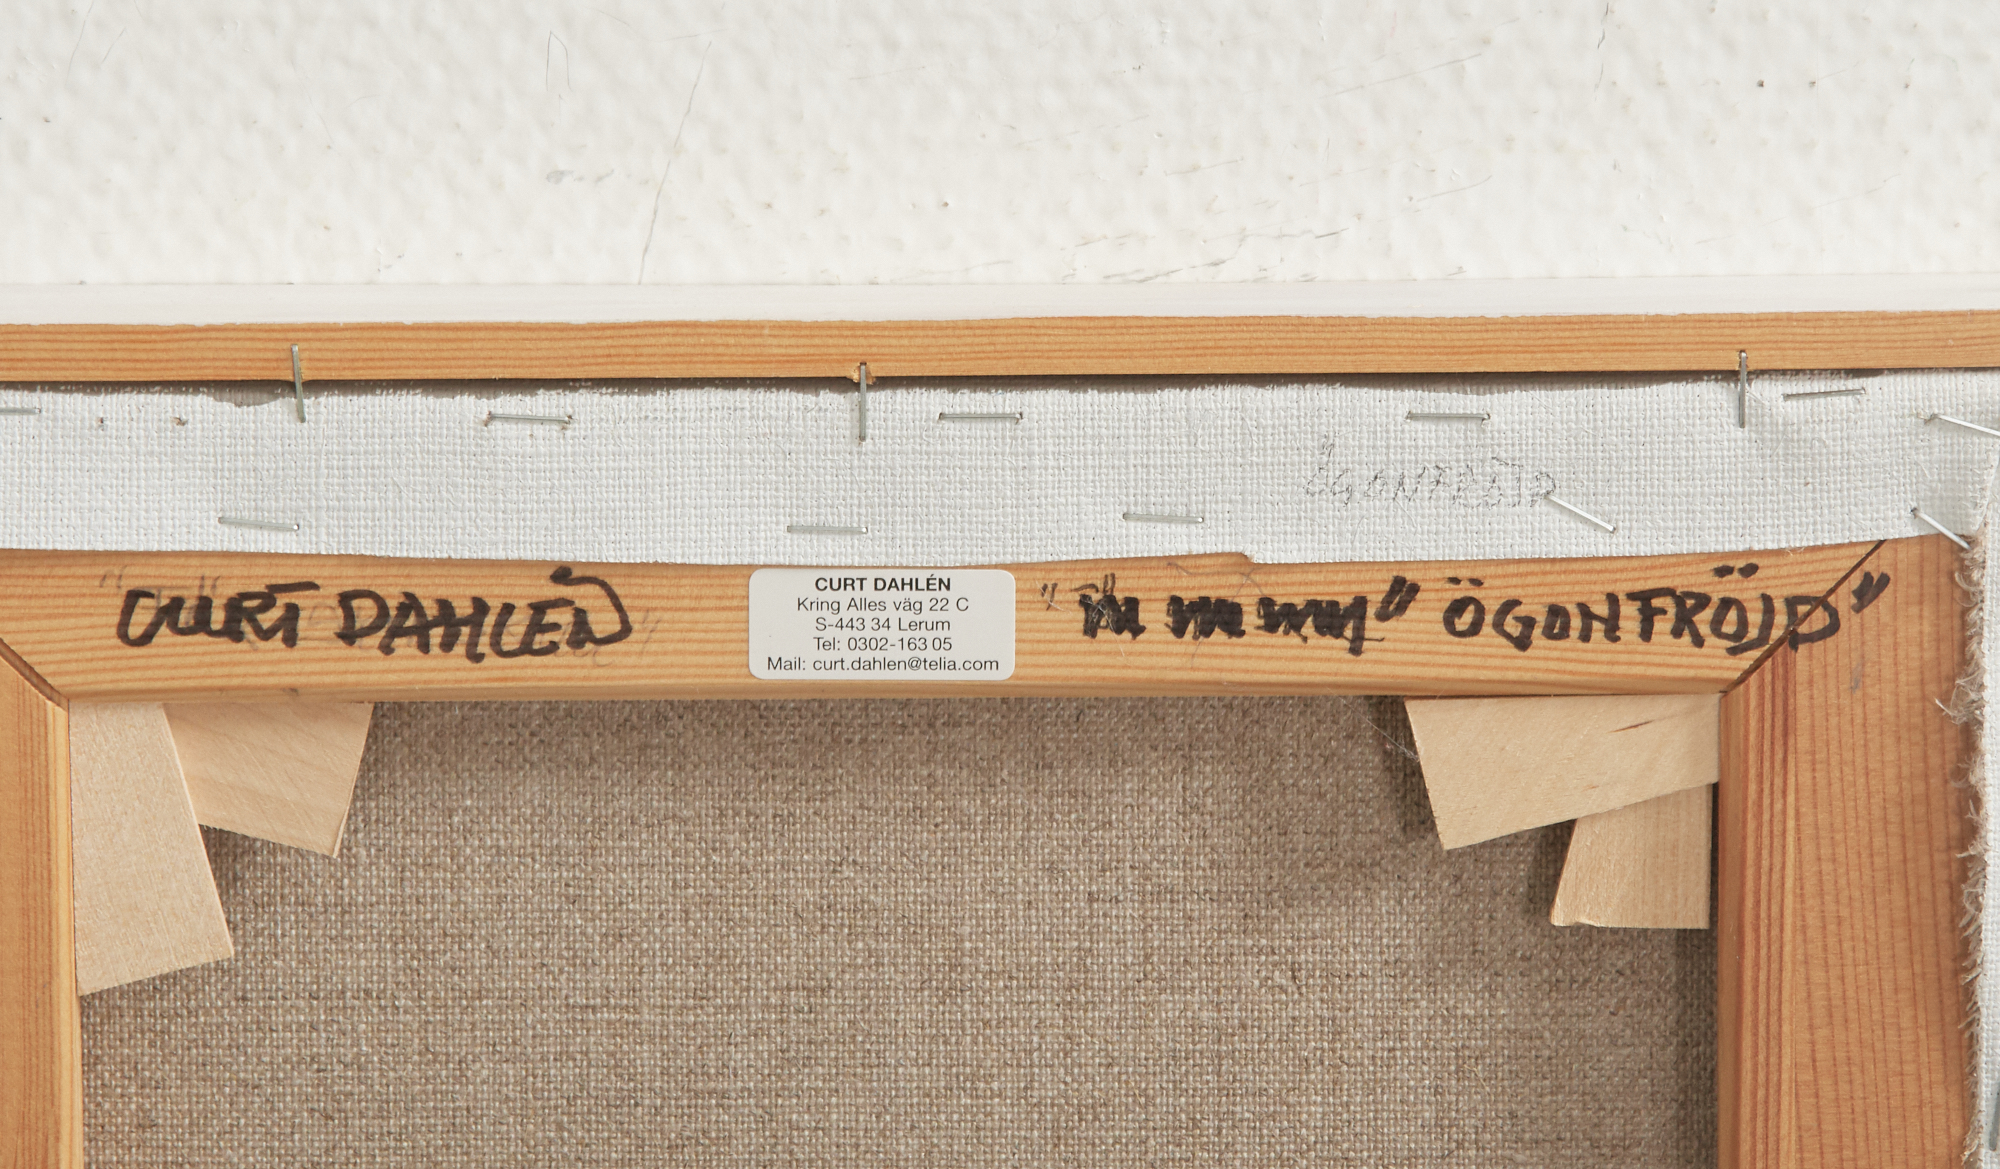 ÖGONFRÖJD
"CURT DAHLÉN"
CURT DAHLÉN
Kring Alles väg 22 C
S-443 34 Lerum
Tel: 0302-163 05
Mail: curt.dahlen@telia.com
ÖGONFRÖJD"